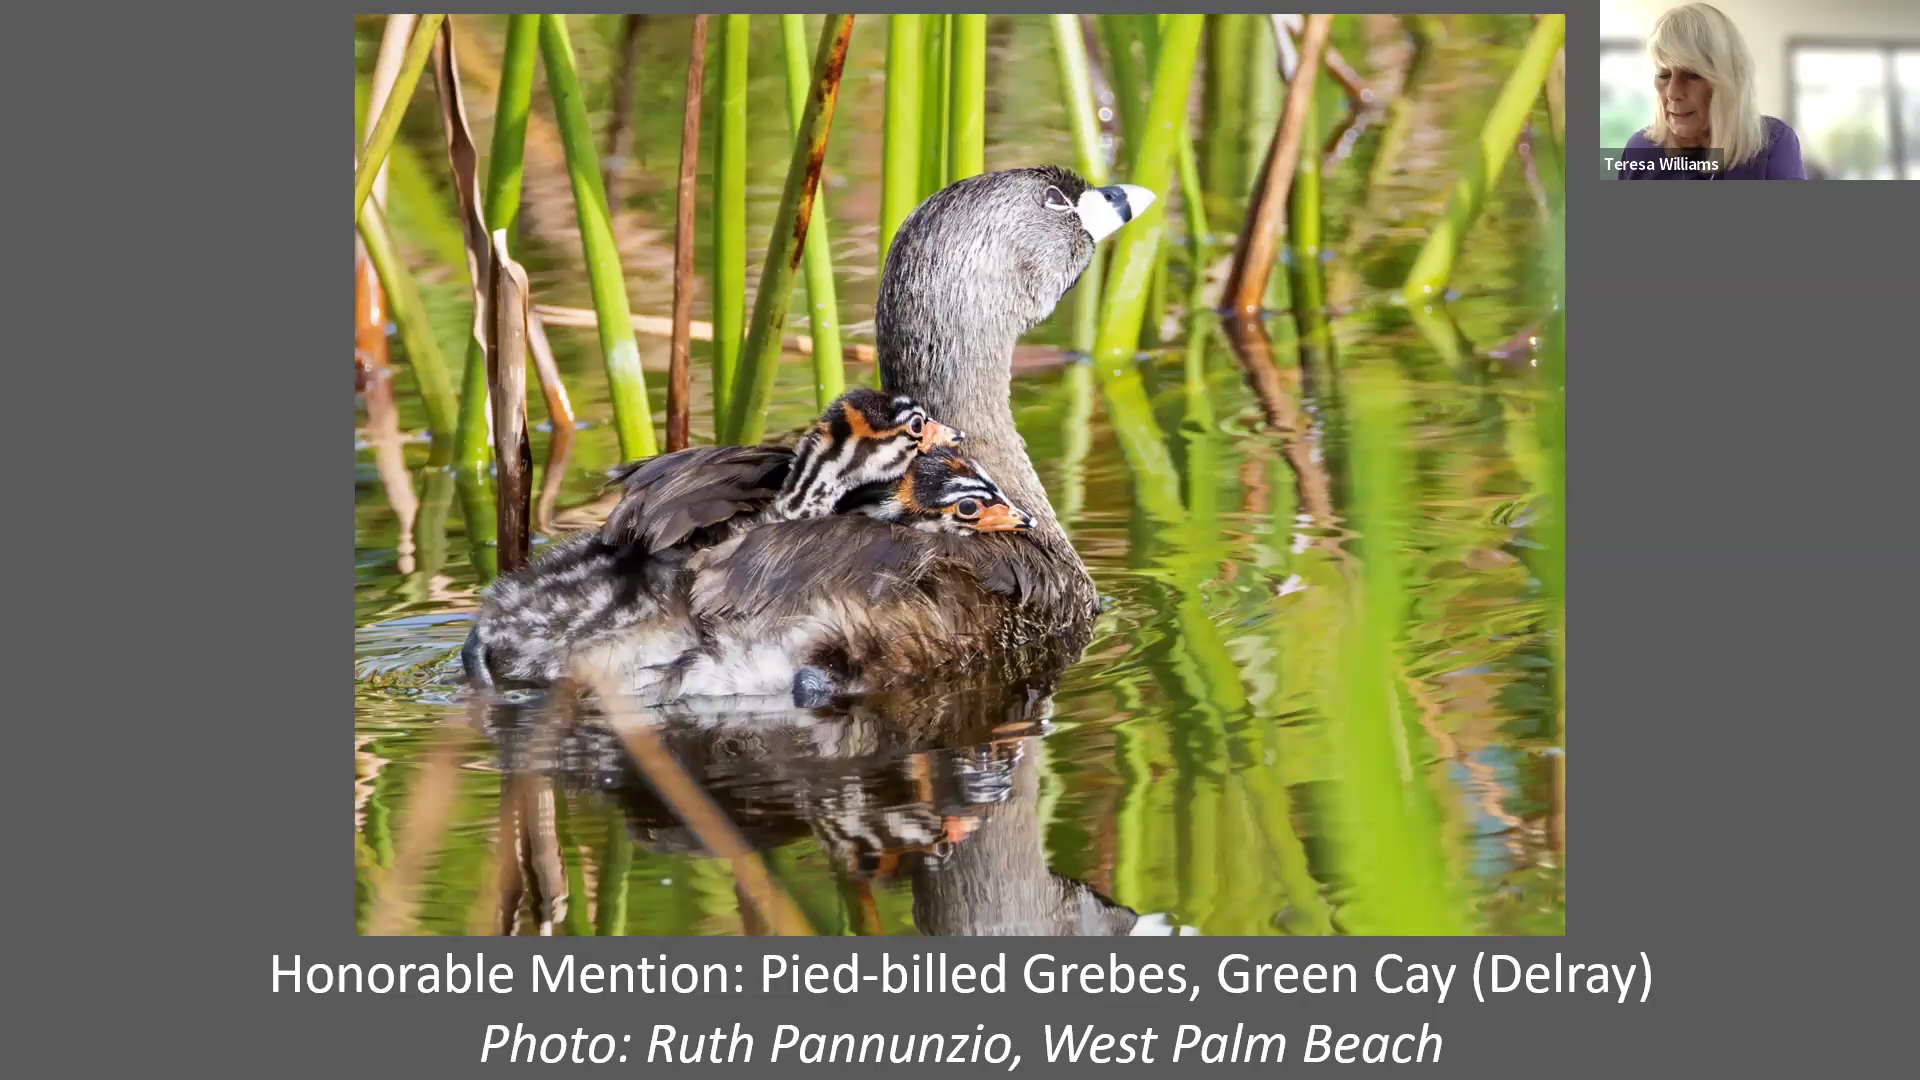 Teresa Williams
Honorable Mention: Pied-billed Grebes, Green Cay (Delray)
Photo: Ruth Pannunzio, West Palm Beach